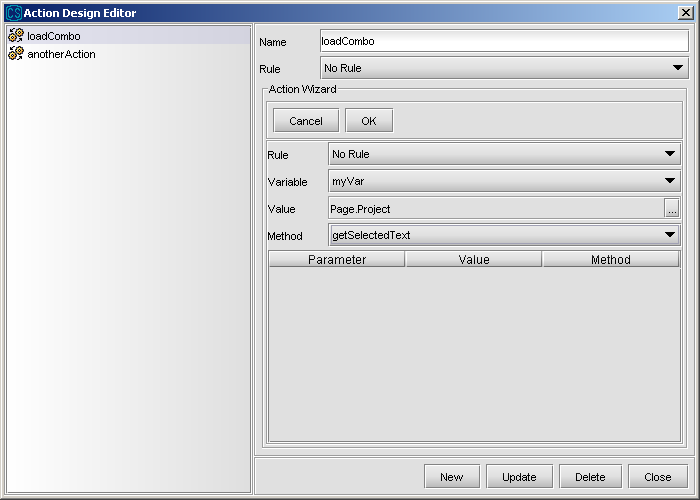 CS Action Design Editor
loadCombo
anotherAction
Name loadCombo
Rule No Rule
Action Wizard
Cancel OK
Rule No Rule
Variable myVar
Value Page.Project ...
Method getSelectedText
Parameter Value Method
New Update Delete Close